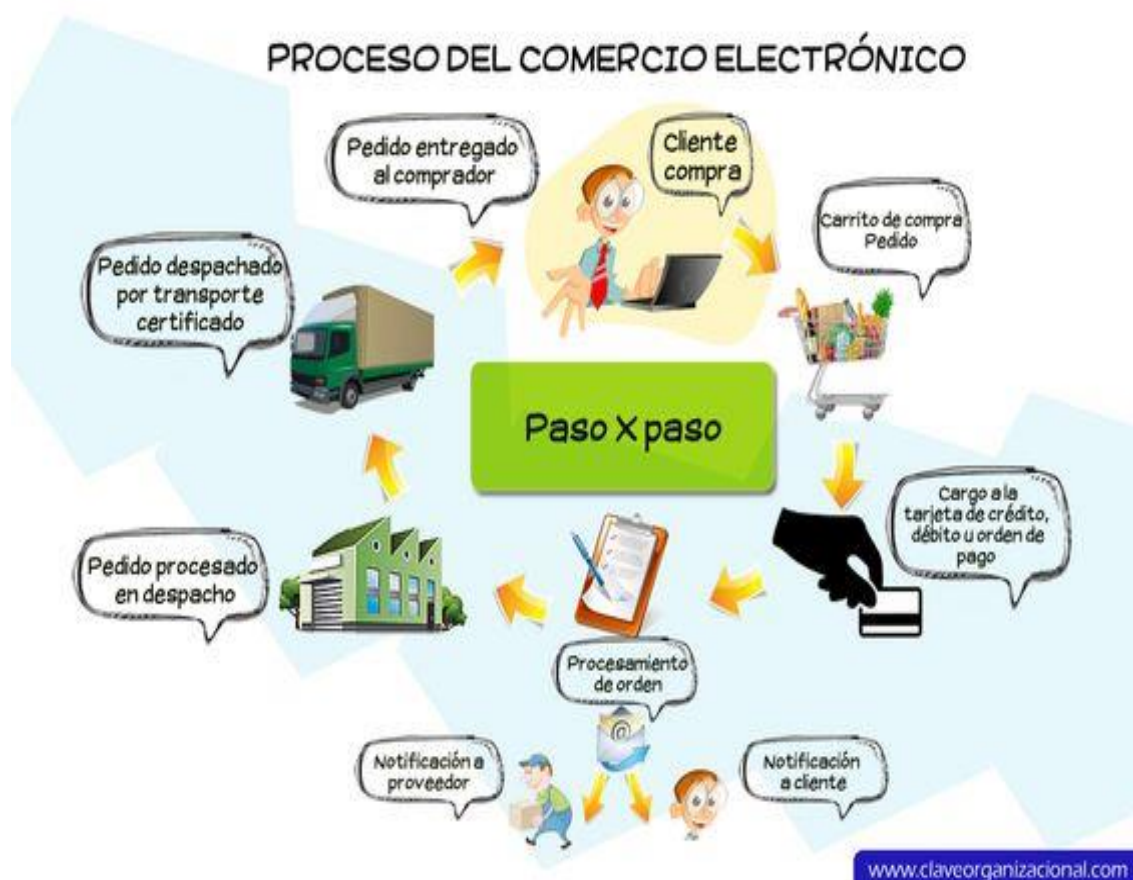 PROCESO DEL COMERCIO ELECTRÓNICO
Pedido entregado
al comprador
Cliente
compra
Carrito de compra
Pedido
Pedido despachado
por transporte
certificado
Paso X paso
Cargo a la
tarjeta de crédito,
débito u orden de
pago
Pedido procesado
en despacho
Procesamiento
de orden
@
Notificación a
proveedor
Notificación
a cliente
www.claveorganizacional.com